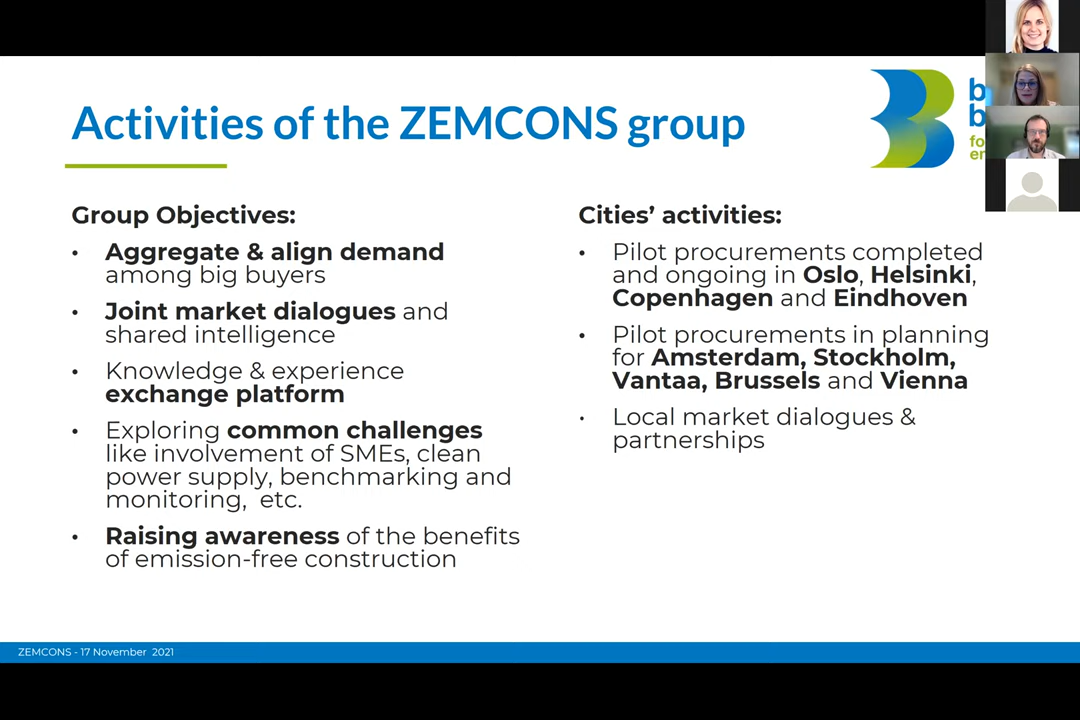 Activities of the ZEMCONS group
Group Objectives:
• Aggregate & align demand
among big buyers
• Joint market dialogues and
shared intelligence
• Knowledge & experience
exchange platform
• Exploring common challenges
like involvement of SMEs, clean
power supply, benchmarking and
monitoring, etc.
• Raising awareness of the benefits
of emission-free construction
Cities’ activities:
• Pilot procurements completed
and ongoing in Oslo, Helsinki,
Copenhagen and Eindhoven
• Pilot procurements in planning
for Amsterdam, Stockholm,
Vantaa, Brussels and Vienna
• Local market dialogues &
partnerships
ZEMCONS - 17 November 2021